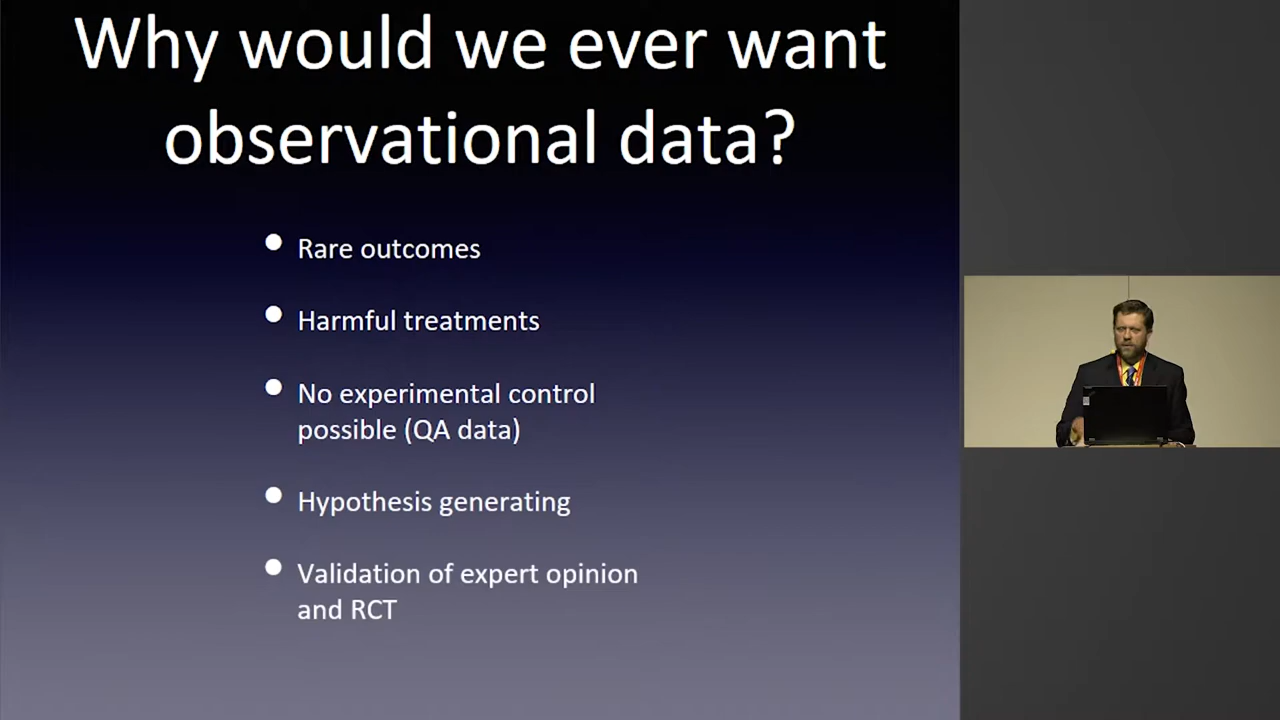 Why would we ever want
observational data?
Rare outcomes
Harmful treatments
No experimental control
possible (QA data)
Hypothesis generating
Validation of expert opinion
and RCT